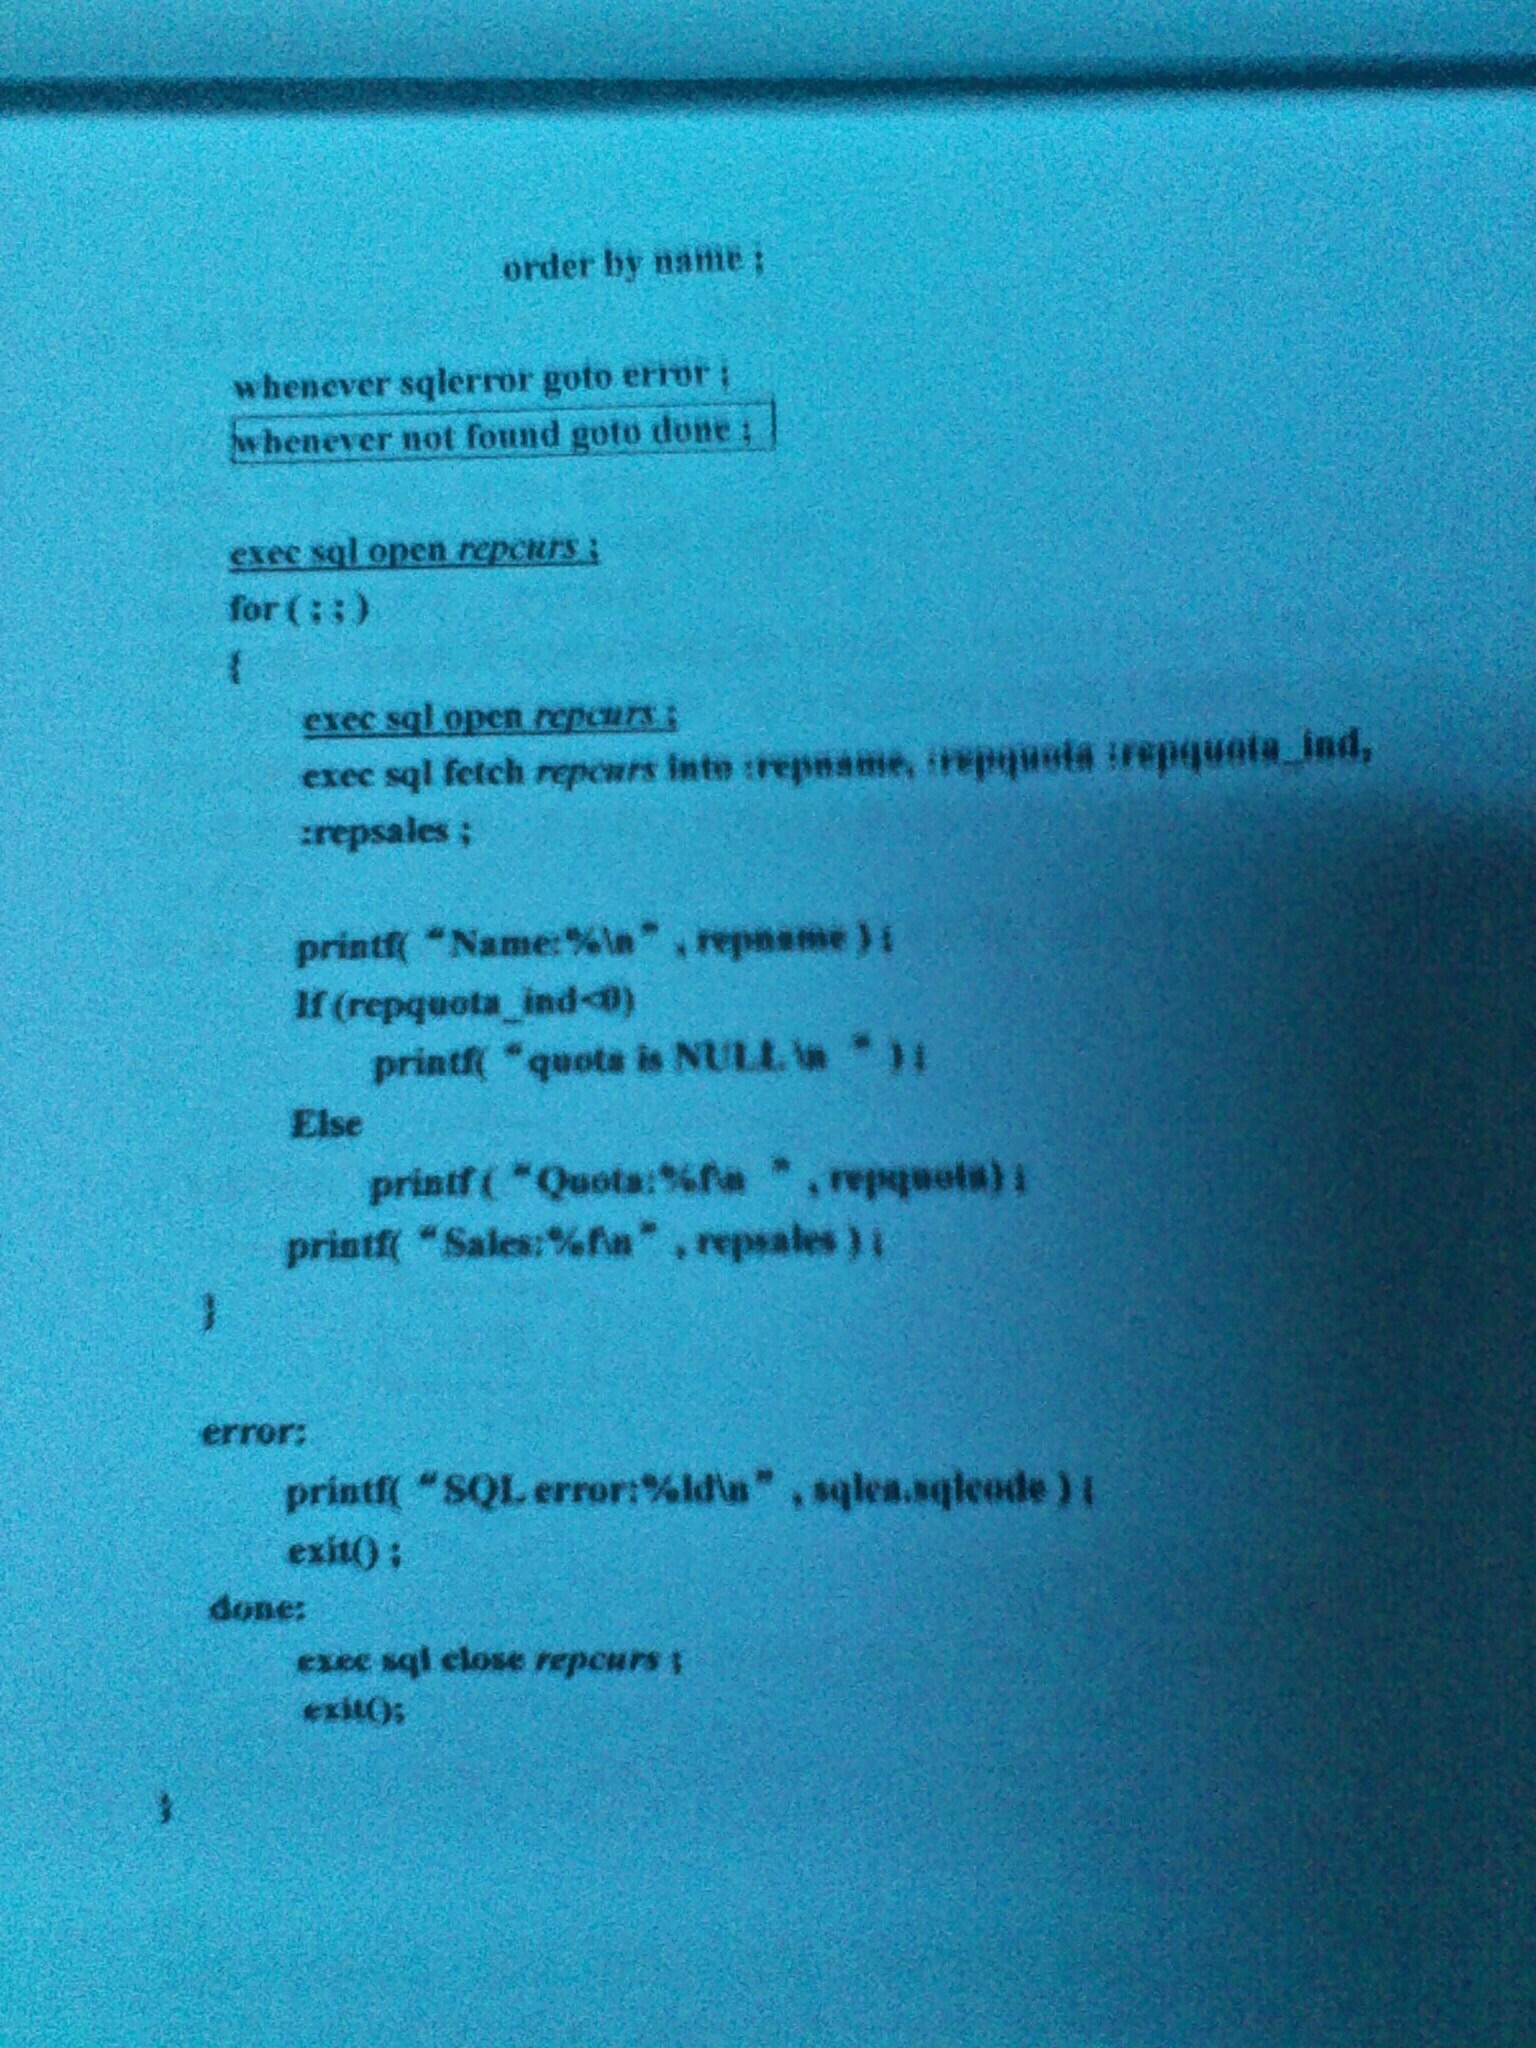 order by name ;
whenever sqlerror goto error ;
whenever not found goto done ;
exec sql open repcurs ;
for ( ; ; )
{
exec sql open repcurs ;
exec sql fetch repcurs into :repname, :repquota :repquota_ind,
:repsales ;
printf( “Name:%\n” , repname ) ;
If (repquota_ind<0)
printf( “quota is NULL \n ” ) ;
Else
printf ( “Quota:%f\n ” , repquota) ;
printf( “Sales:%f\n” , repsales ) ;
}
error:
printf( “SQL error:%ld\n” , sqlca.sqlcode ) ;
exit() ;
done:
exec sql close repcurs ;
exit();
}